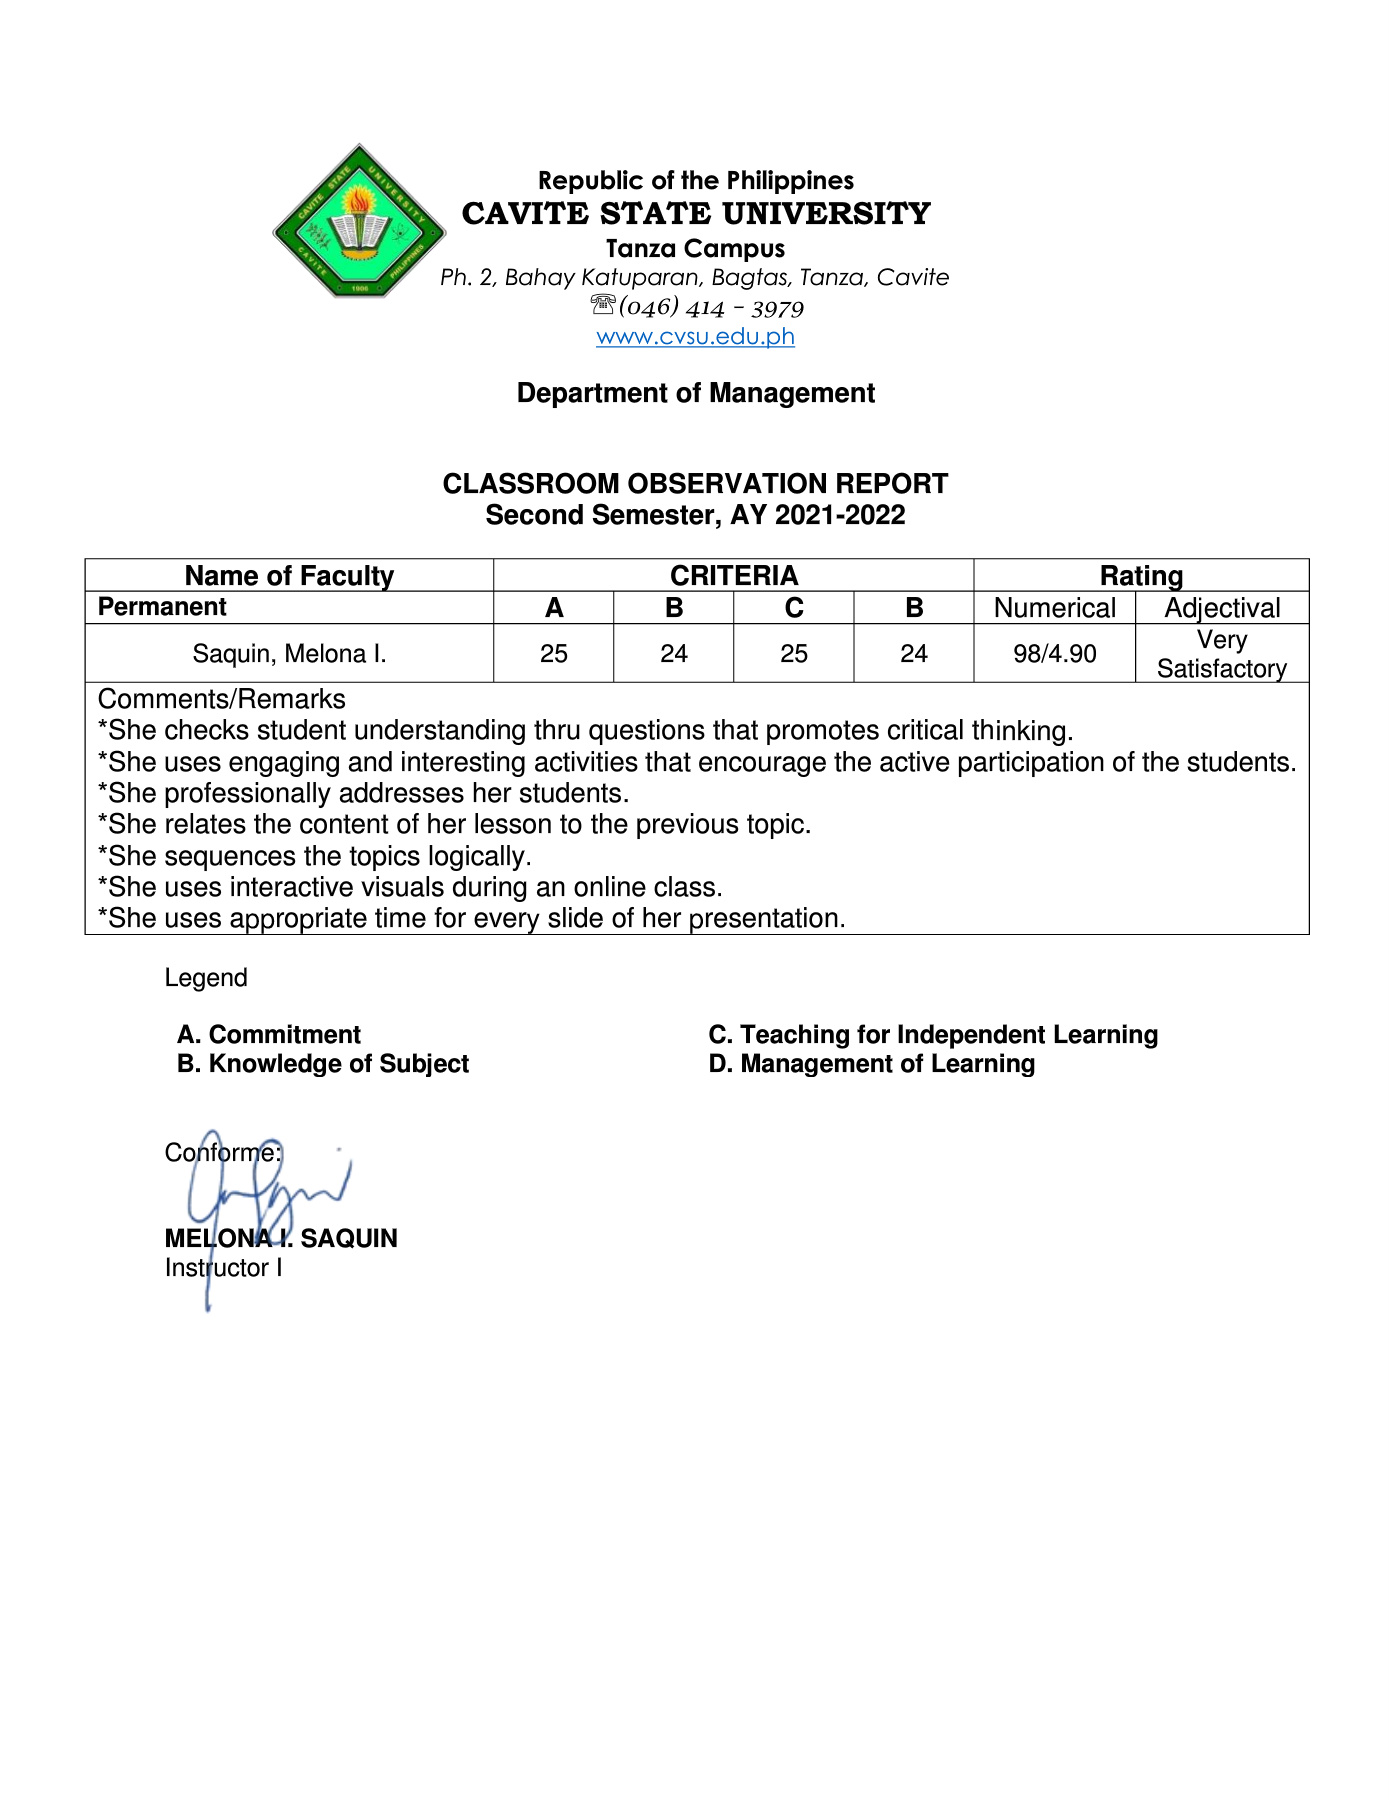 CAVITE STATE UNIVERSITY
CAVITE PHILIPPINES
1906
Republic of the Philippines
CAVITE STATE UNIVERSITY
Tanza Campus
Ph. 2, Bahay Katuparan, Bagtas, Tanza, Cavite
☏(046) 414 – 3979
www.cvsu.edu.ph
Department of Management
CLASSROOM OBSERVATION REPORT
Second Semester, AY 2021-2022
Name of Faculty CRITERIA Rating
Permanent A B C B Numerical Adjectival
Saquin, Melona I. 25 24 25 24 98/4.90 Very Satisfactory
Comments/Remarks
*She checks student understanding thru questions that promotes critical thinking.
*She uses engaging and interesting activities that encourage the active participation of the students.
*She professionally addresses her students.
*She relates the content of her lesson to the previous topic.
*She sequences the topics logically.
*She uses interactive visuals during an online class.
*She uses appropriate time for every slide of her presentation.
Legend
A. Commitment C. Teaching for Independent Learning
B. Knowledge of Subject D. Management of Learning
Conforme:
MELONA I. SAQUIN
Instructor I